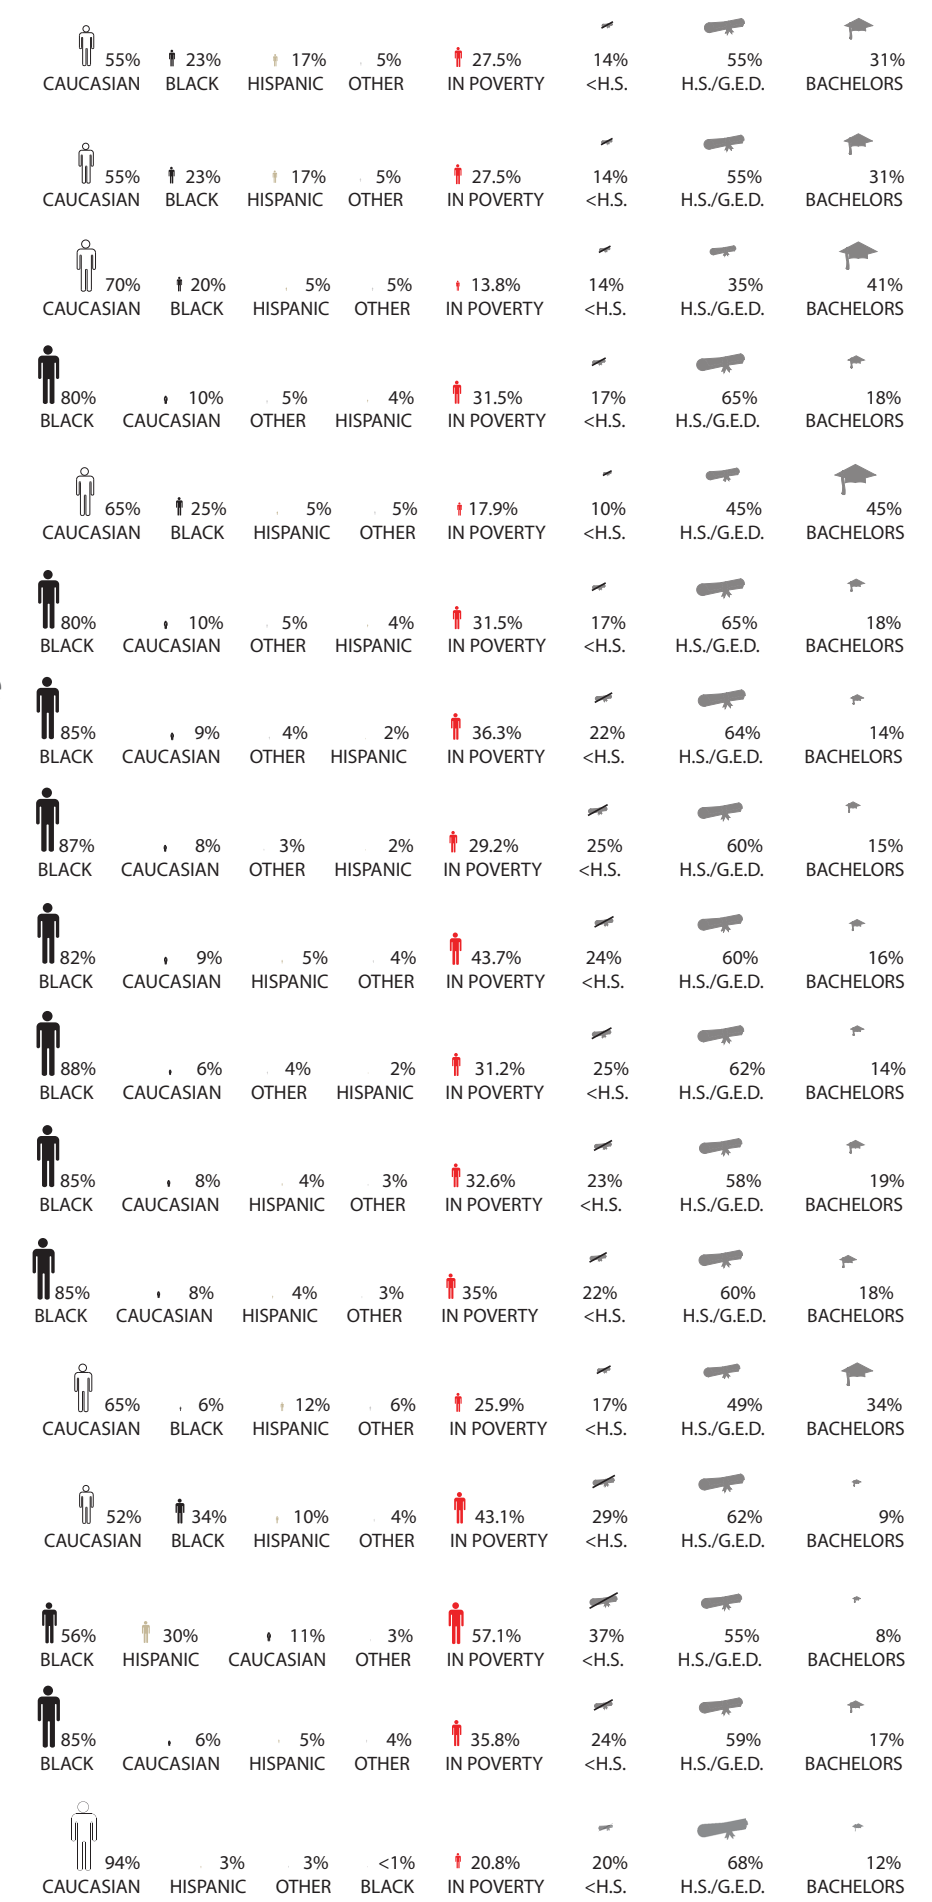 55% 23% 17% 5% 27.5% 14% 55% 31%
CAUCASIAN BLACK HISPANIC OTHER IN POVERTY <H.S. H.S./G.E.D. BACHELORS
55% 23% 17% 5% 27.5% 14% 55% 31%
CAUCASIAN BLACK HISPANIC OTHER IN POVERTY <H.S. H.S./G.E.D. BACHELORS
70% 20% 5% 5% 13.8% 14% 35% 41%
CAUCASIAN BLACK HISPANIC OTHER IN POVERTY <H.S. H.S./G.E.D. BACHELORS
80% 10% 5% 4% 31.5% 17% 65% 18%
BLACK CAUCASIAN OTHER HISPANIC IN POVERTY <H.S. H.S./G.E.D. BACHELORS
65% 25% 5% 5% 17.9% 10% 45% 45%
CAUCASIAN BLACK HISPANIC OTHER IN POVERTY <H.S. H.S./G.E.D. BACHELORS
80% 10% 5% 4% 31.5% 17% 65% 18%
BLACK CAUCASIAN OTHER HISPANIC IN POVERTY <H.S. H.S./G.E.D. BACHELORS
85% 9% 4% 2% 36.3% 22% 64% 14%
BLACK CAUCASIAN OTHER HISPANIC IN POVERTY <H.S. H.S./G.E.D. BACHELORS
87% 8% 3% 2% 29.2% 25% 60% 15%
BLACK CAUCASIAN OTHER HISPANIC IN POVERTY <H.S. H.S./G.E.D. BACHELORS
82% 9% 5% 4% 43.7% 24% 60% 16%
BLACK CAUCASIAN HISPANIC OTHER IN POVERTY <H.S. H.S./G.E.D. BACHELORS
88% 6% 4% 2% 31.2% 25% 62% 14%
BLACK CAUCASIAN OTHER HISPANIC IN POVERTY <H.S. H.S./G.E.D. BACHELORS
85% 8% 4% 3% 32.6% 23% 58% 19%
BLACK CAUCASIAN HISPANIC OTHER IN POVERTY <H.S. H.S./G.E.D. BACHELORS
85% 8% 4% 3% 35% 22% 60% 18%
BLACK CAUCASIAN HISPANIC OTHER IN POVERTY <H.S. H.S./G.E.D. BACHELORS
65% 6% 12% 6% 25.9% 17% 49% 34%
CAUCASIAN BLACK HISPANIC OTHER IN POVERTY <H.S. H.S./G.E.D. BACHELORS
52% 34% 10% 4% 43.1% 29% 62% 9%
CAUCASIAN BLACK HISPANIC OTHER IN POVERTY <H.S. H.S./G.E.D. BACHELORS
56% 30% 11% 3% 57.1% 37% 55% 8%
BLACK HISPANIC CAUCASIAN OTHER IN POVERTY <H.S. H.S./G.E.D. BACHELORS
85% 6% 5% 4% 35.8% 24% 59% 17%
BLACK CAUCASIAN HISPANIC OTHER IN POVERTY <H.S. H.S./G.E.D. BACHELORS
94% 3% 3% <1% 20.8% 20% 68% 12%
CAUCASIAN HISPANIC OTHER BLACK IN POVERTY <H.S. H.S./G.E.D. BACHELORS